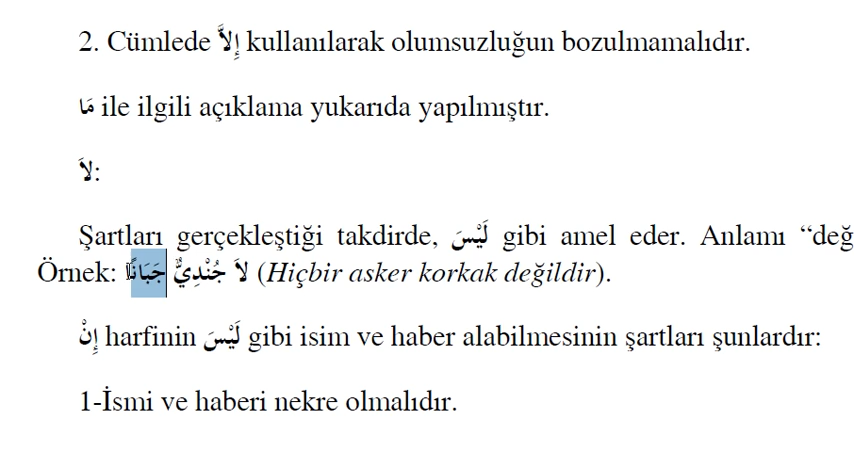 2. Cümlede إِلاَّ kullanılarak olumsuzluğun bozulmamalıdır.
مَا ile ilgili açıklama yukarıda yapılmıştır.
لاَ:
Şartları gerçekleştiği takdirde, لَيْسَ gibi amel eder. Anlamı “değ
Örnek: لاَ جُنْدِيٌّ جَبَانًا (Hiçbir asker korkak değildir).
إِنْ harfinin لَيْسَ gibi isim ve haber alabilmesinin şartları şunlardır:
1-İsmi ve haberi nekre olmalıdır.